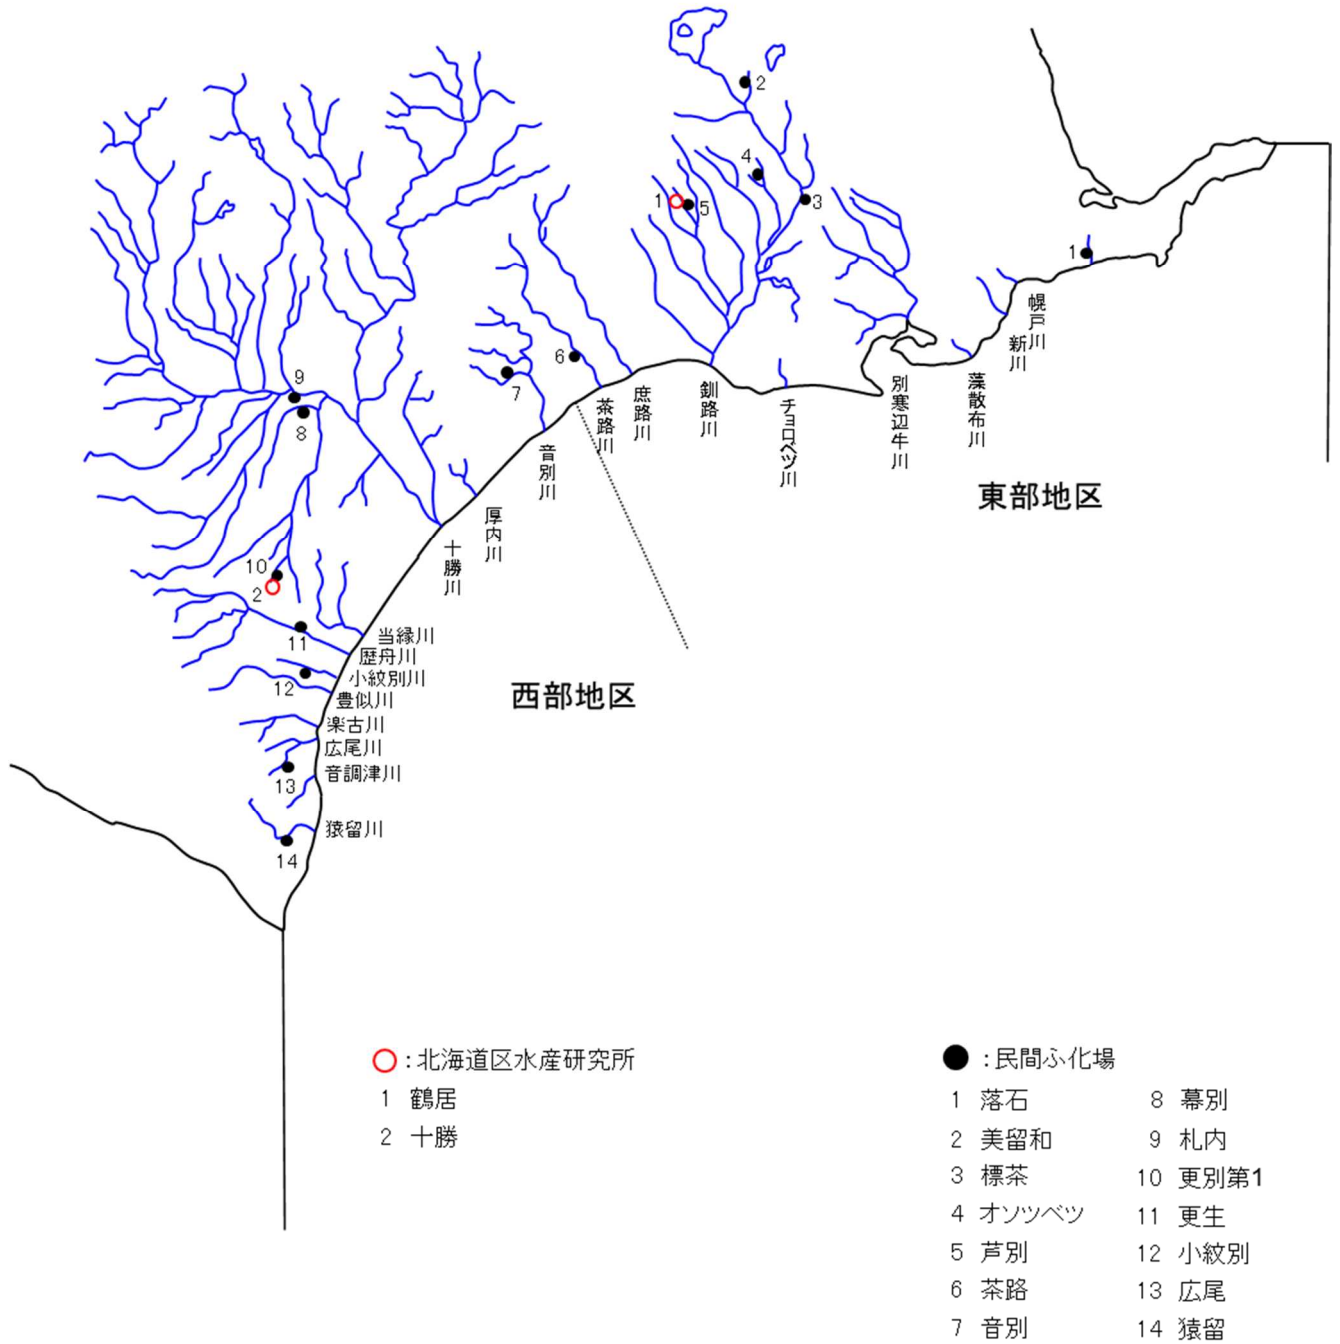 2
4
3
1
5
1
幌戸川
新川
藻散布川
別寒辺牛川
チョロベツ川
釧路川
庶路川
茶路川
6
7
音別川
厚内川
十勝川
9
8
東部地区
西部地区
10
2
11
12
13
14
当縁川
歴舟川
小紋別川
豊似川
楽古川
広尾川
音調津川
猿留川
:北海道区水産研究所
1 鶴居
2 十勝
:民間ふ化場
1 落石
2 美留和
3 標茶
4 オソツベツ
5 芦別
6 茶路
7 音別
8 幕別
9 札内
10 更別第1
11 更生
12 小紋別
13 広尾
14 猿留